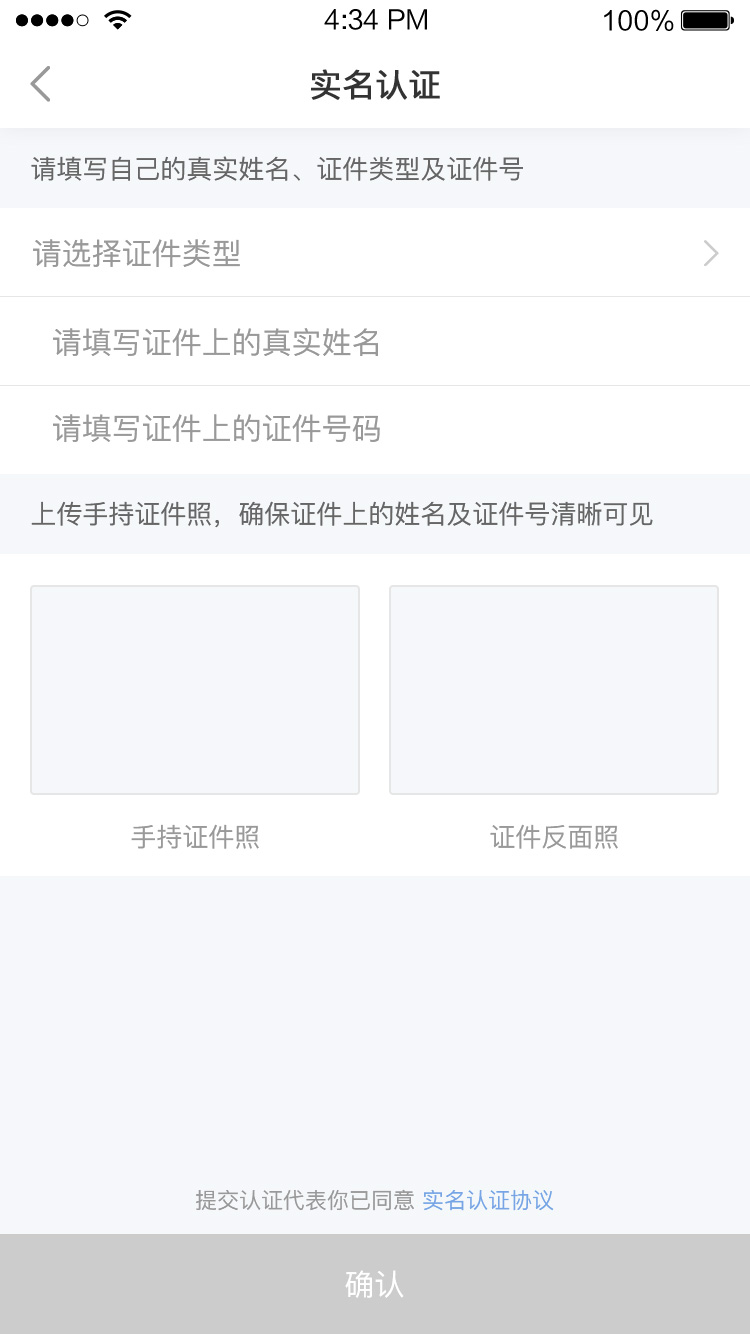 4:34 PM
100%
实名认证
请填写自己的真实姓名、证件类型及证件号
请选择证件类型
请填写证件上的真实姓名
请填写证件上的证件号码
上传手持证件照，确保证件上的姓名及证件号清晰可见
手持证件照
证件反面照
提交认证代表你已同意 实名认证协议
确认